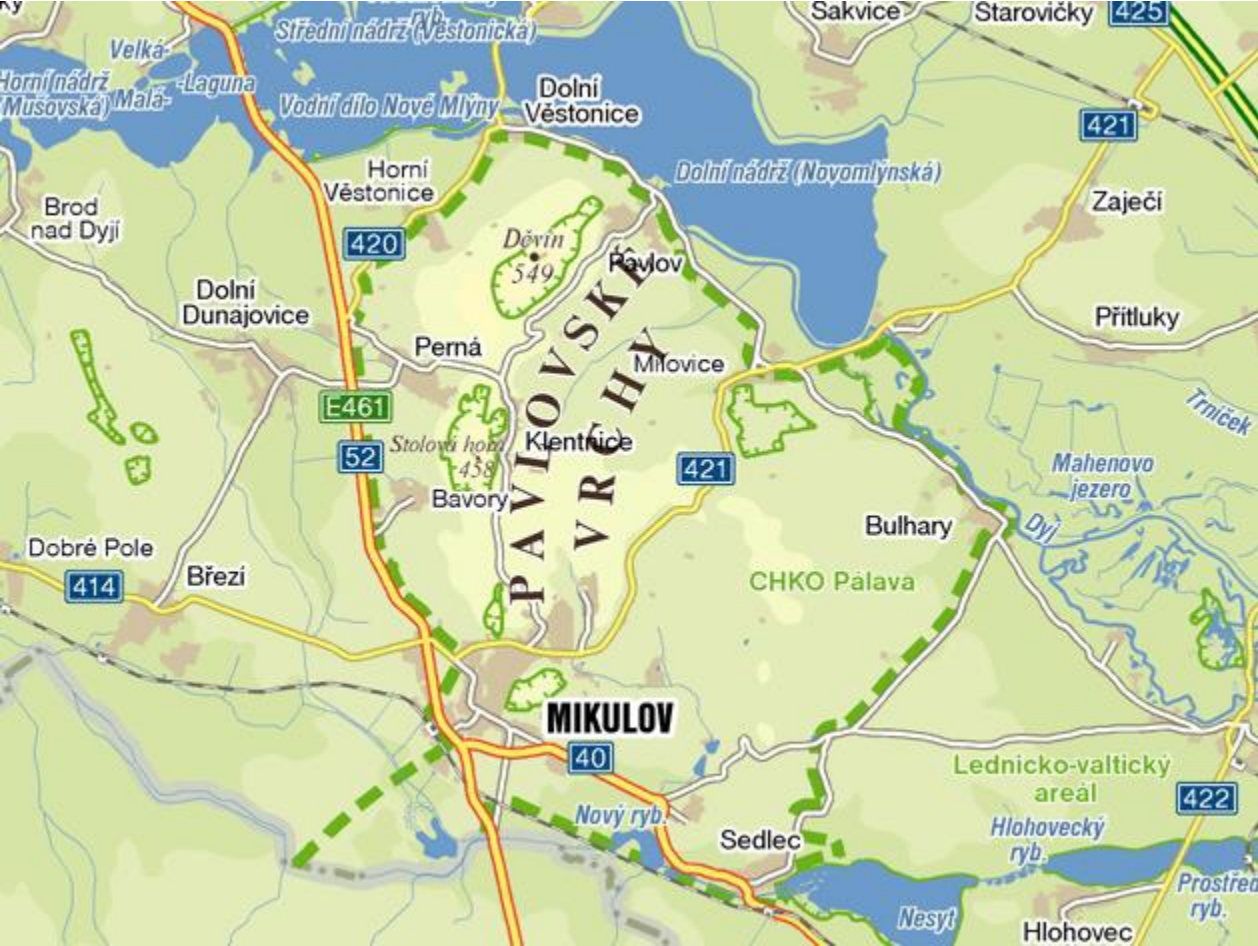 Sakvice
Starovičky
425
ryb.
Střední nádrž (Věstonická)
Velká-
-Laguna
Malá-
Horní nádrž
(Mušovská)
Vodní dílo Nové Mlýny
Dolní
Věstonice
421
Dolní nádrž (Novomlýnská)
Horní
Věstonice
Zaječí
Brod
nad Dyjí
420
Děvín
549
Pavlov
Dolní
Dunajovice
Přítluky
Perná
Milovice
E461
PAVLOVSKÉ
VRCHY
Trníček
Stolová hora
458
Klentnice
52
421
Mahenovo
jezero
Bavory
Bulhary
Dyj
Dobré Pole
414
Březí
CHKO Pálava
MIKULOV
40
Lednicko-valtický
areál
422
Nový ryb.
Sedlec
Hlohovecký
ryb.
Nesyt
Hlohovec
ryb.